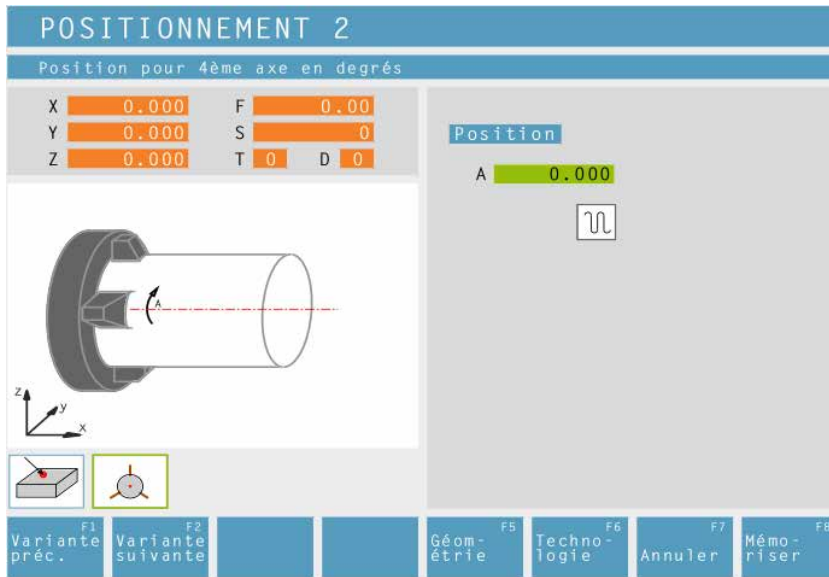 POSITIONNEMENT 2
Position pour 4ème axe en degrés
X 0.000 F 0.00
Y 0.000 S 0
Z 0.000 T 0 D 0
Position
A 0.000
A
z
y
x
F1 F2 F5 F6 F7 F8
Variante Variante Géom- Techno- Mémo-
préc. suivante étrie logie Annuler riser